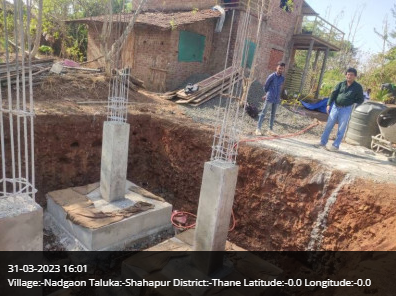 31-03-2023 16:01
Village:-Nadgaon Taluka:-Shahapur District:-Thane Latitude:-0.0 Longitude:-0.0